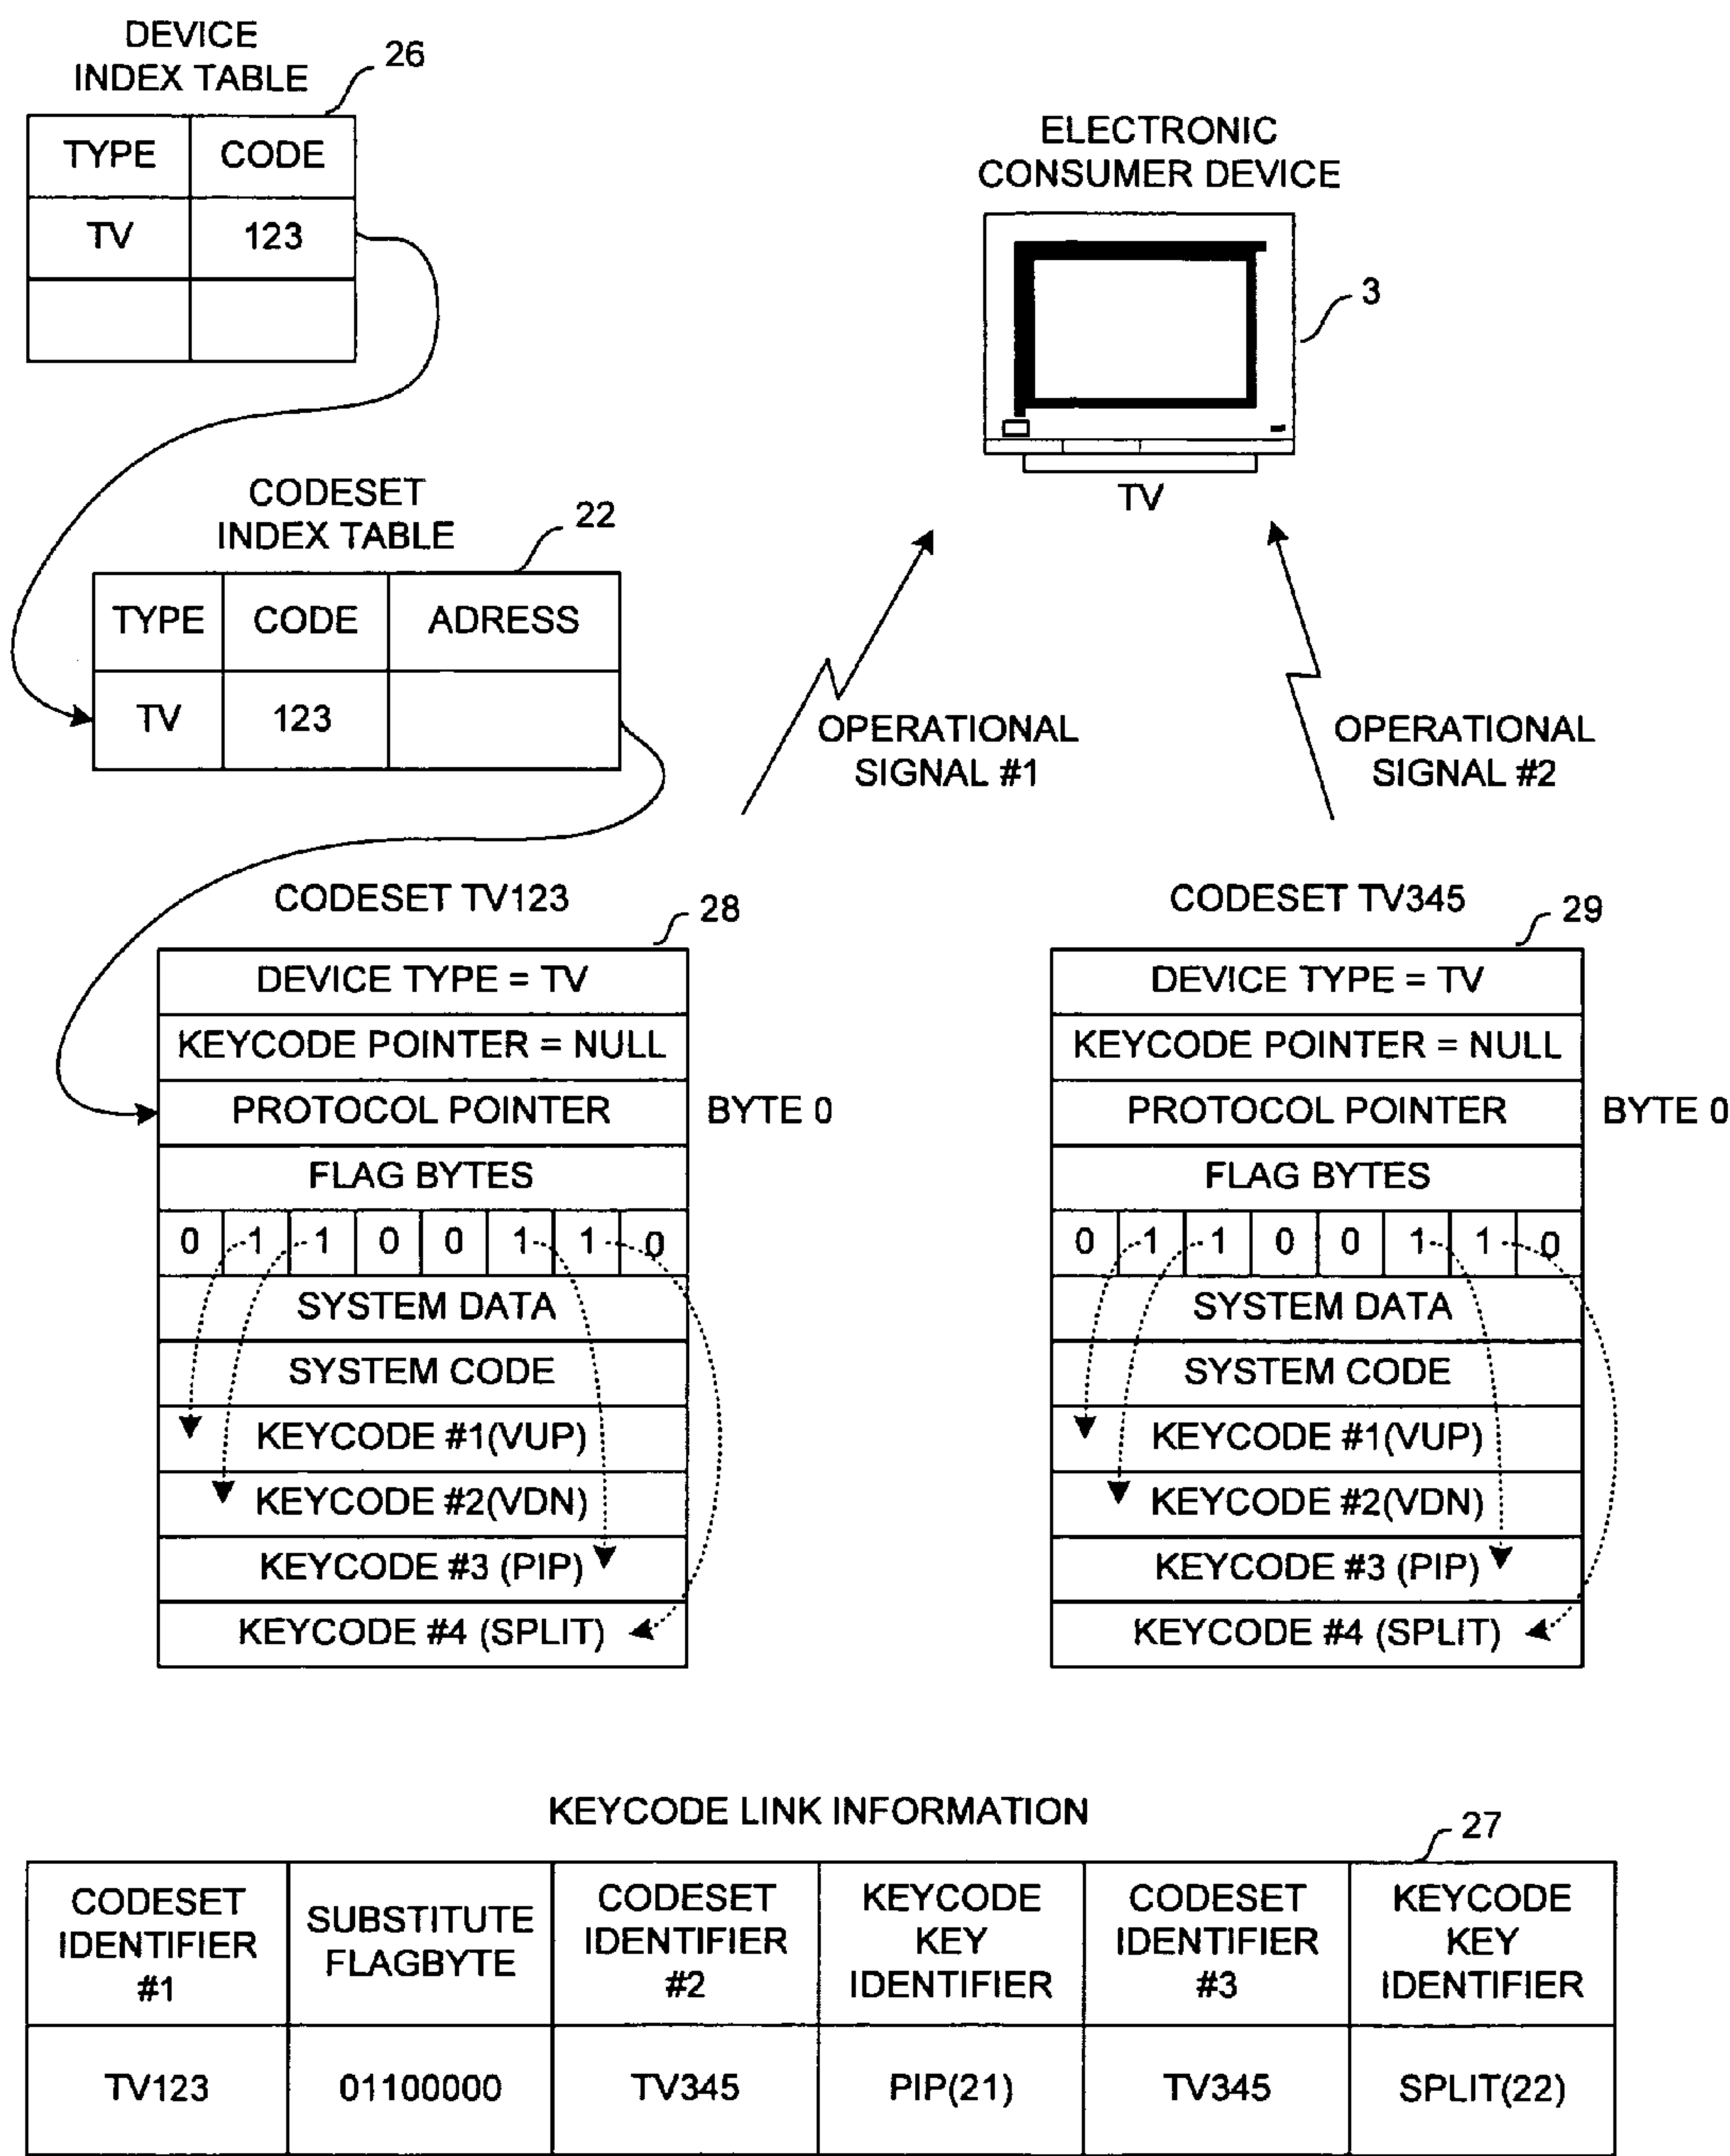 DEVICE
INDEX TABLE
26
TYPE CODE
TV 123
ELECTRONIC
CONSUMER DEVICE
3
TV
CODESET
INDEX TABLE
22
TYPE CODE ADRESS
TV 123
OPERATIONAL
SIGNAL #1
OPERATIONAL
SIGNAL #2
CODESET TV123
28
DEVICE TYPE = TV
KEYCODE POINTER = NULL
PROTOCOL POINTER BYTE 0
FLAG BYTES
0 1 1 0 0 1 1 0
SYSTEM DATA
SYSTEM CODE
KEYCODE #1(VUP)
KEYCODE #2(VDN)
KEYCODE #3 (PIP)
KEYCODE #4 (SPLIT)
CODESET TV345
29
DEVICE TYPE = TV
KEYCODE POINTER = NULL
PROTOCOL POINTER BYTE 0
FLAG BYTES
0 1 1 0 0 1 1 0
SYSTEM DATA
SYSTEM CODE
KEYCODE #1(VUP)
KEYCODE #2(VDN)
KEYCODE #3 (PIP)
KEYCODE #4 (SPLIT)
KEYCODE LINK INFORMATION
27
CODESET
IDENTIFIER
#1
SUBSTITUTE
FLAGBYTE
CODESET
IDENTIFIER
#2
KEYCODE
KEY
IDENTIFIER
CODESET
IDENTIFIER
#3
KEYCODE
KEY
IDENTIFIER
TV123 01100000 TV345 PIP(21) TV345 SPLIT(22)